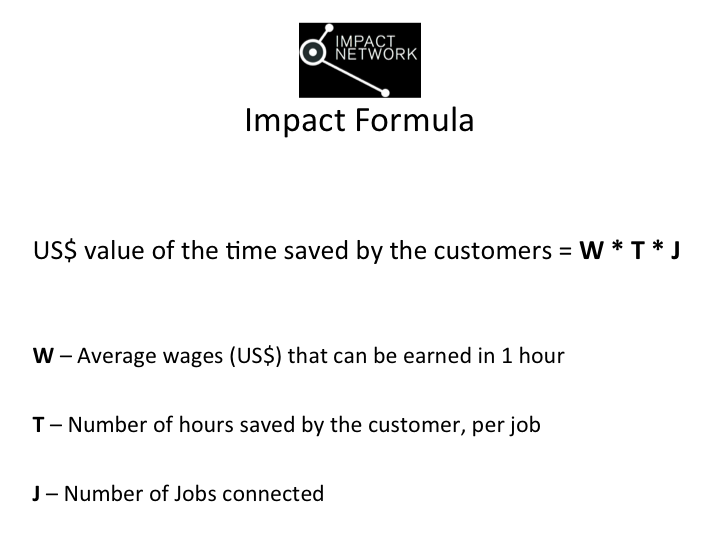 IMPACT
NETWORK
Impact Formula
US$ value of the time saved by the customers = W * T * J
W – Average wages (US$) that can be earned in 1 hour
T – Number of hours saved by the customer, per job
J – Number of Jobs connected